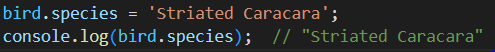 bird.species = 'Striated Caracara';
console.log(bird.species);  // "Striated Caracara"